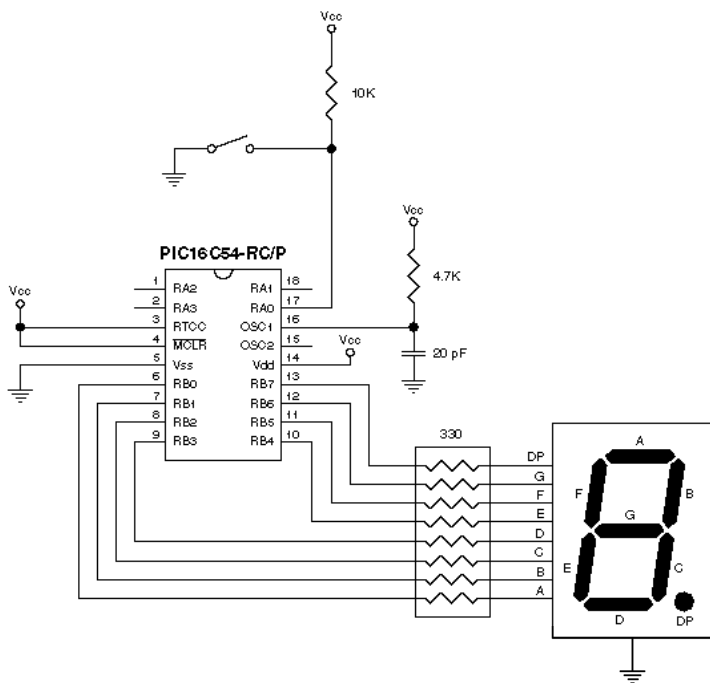 Vcc
10K
Vcc
4.7K
PIC16C54-RC/P
Vcc
1 RA2 RA1 18
2 RA3 RA0 17
3 RTCC OSC1 16
4 MCLR OSC2 15
5 Vss Vdd 14
6 RB0 RB7 13
7 RB1 RB6 12
8 RB2 RB5 11
9 RB3 RB4 10
Vcc
20 pF
330
DP
G
F
E
D
C
B
A
A
F
B
G
E
C
D
DP